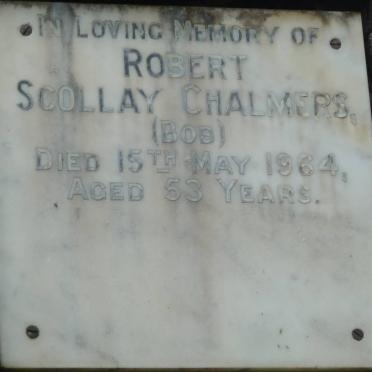 In Loving Memory of
Robert
Scollay Chalmers,
(Bob)
Died 15th May 1964,
Aged 53 Years.